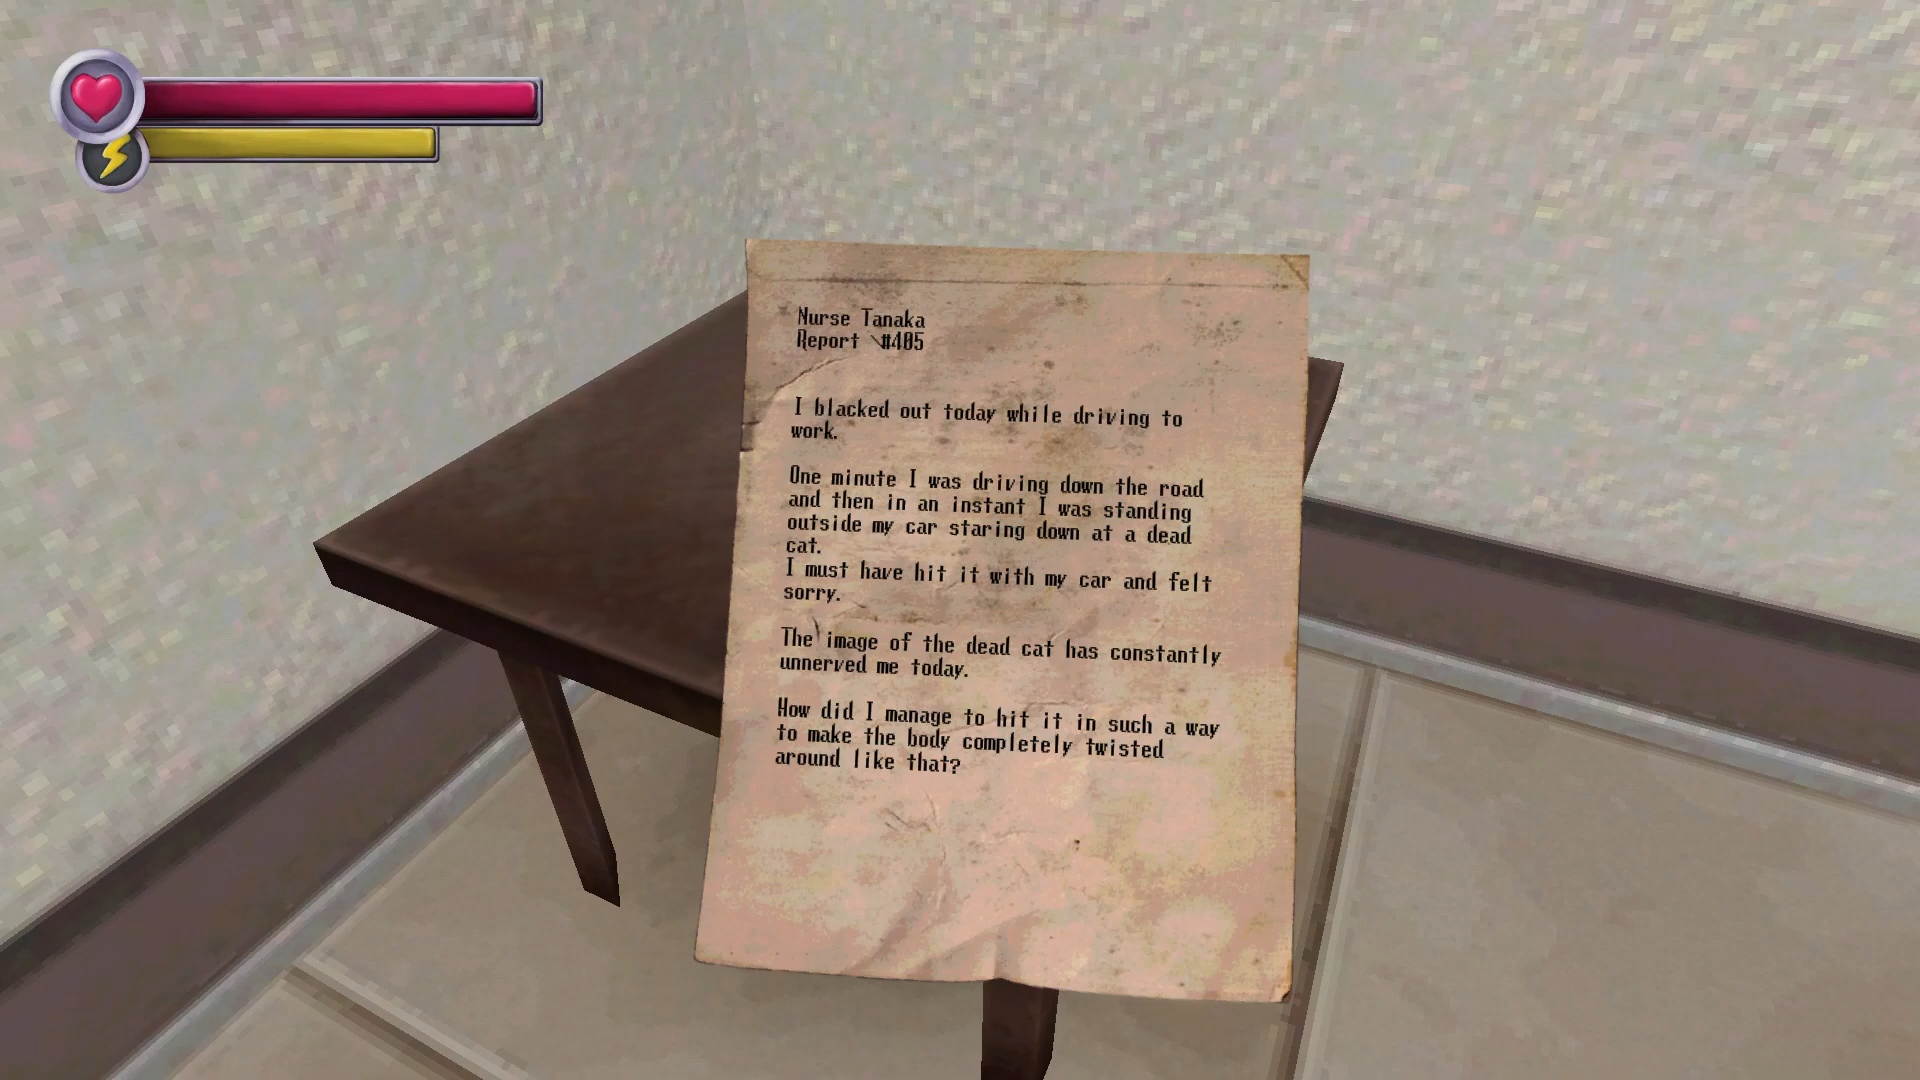 Nurse Tanaka
Report \#405
I blacked out today while driving to
work.
One minute I was driving down the road
and then in an instant I was standing
outside my car staring down at a dead
cat.
I must have hit it with my car and felt
sorry.
The image of the dead cat has constantly
unnerved me today.
How did I manage to hit it in such a way
to make the body completely twisted
around like that?